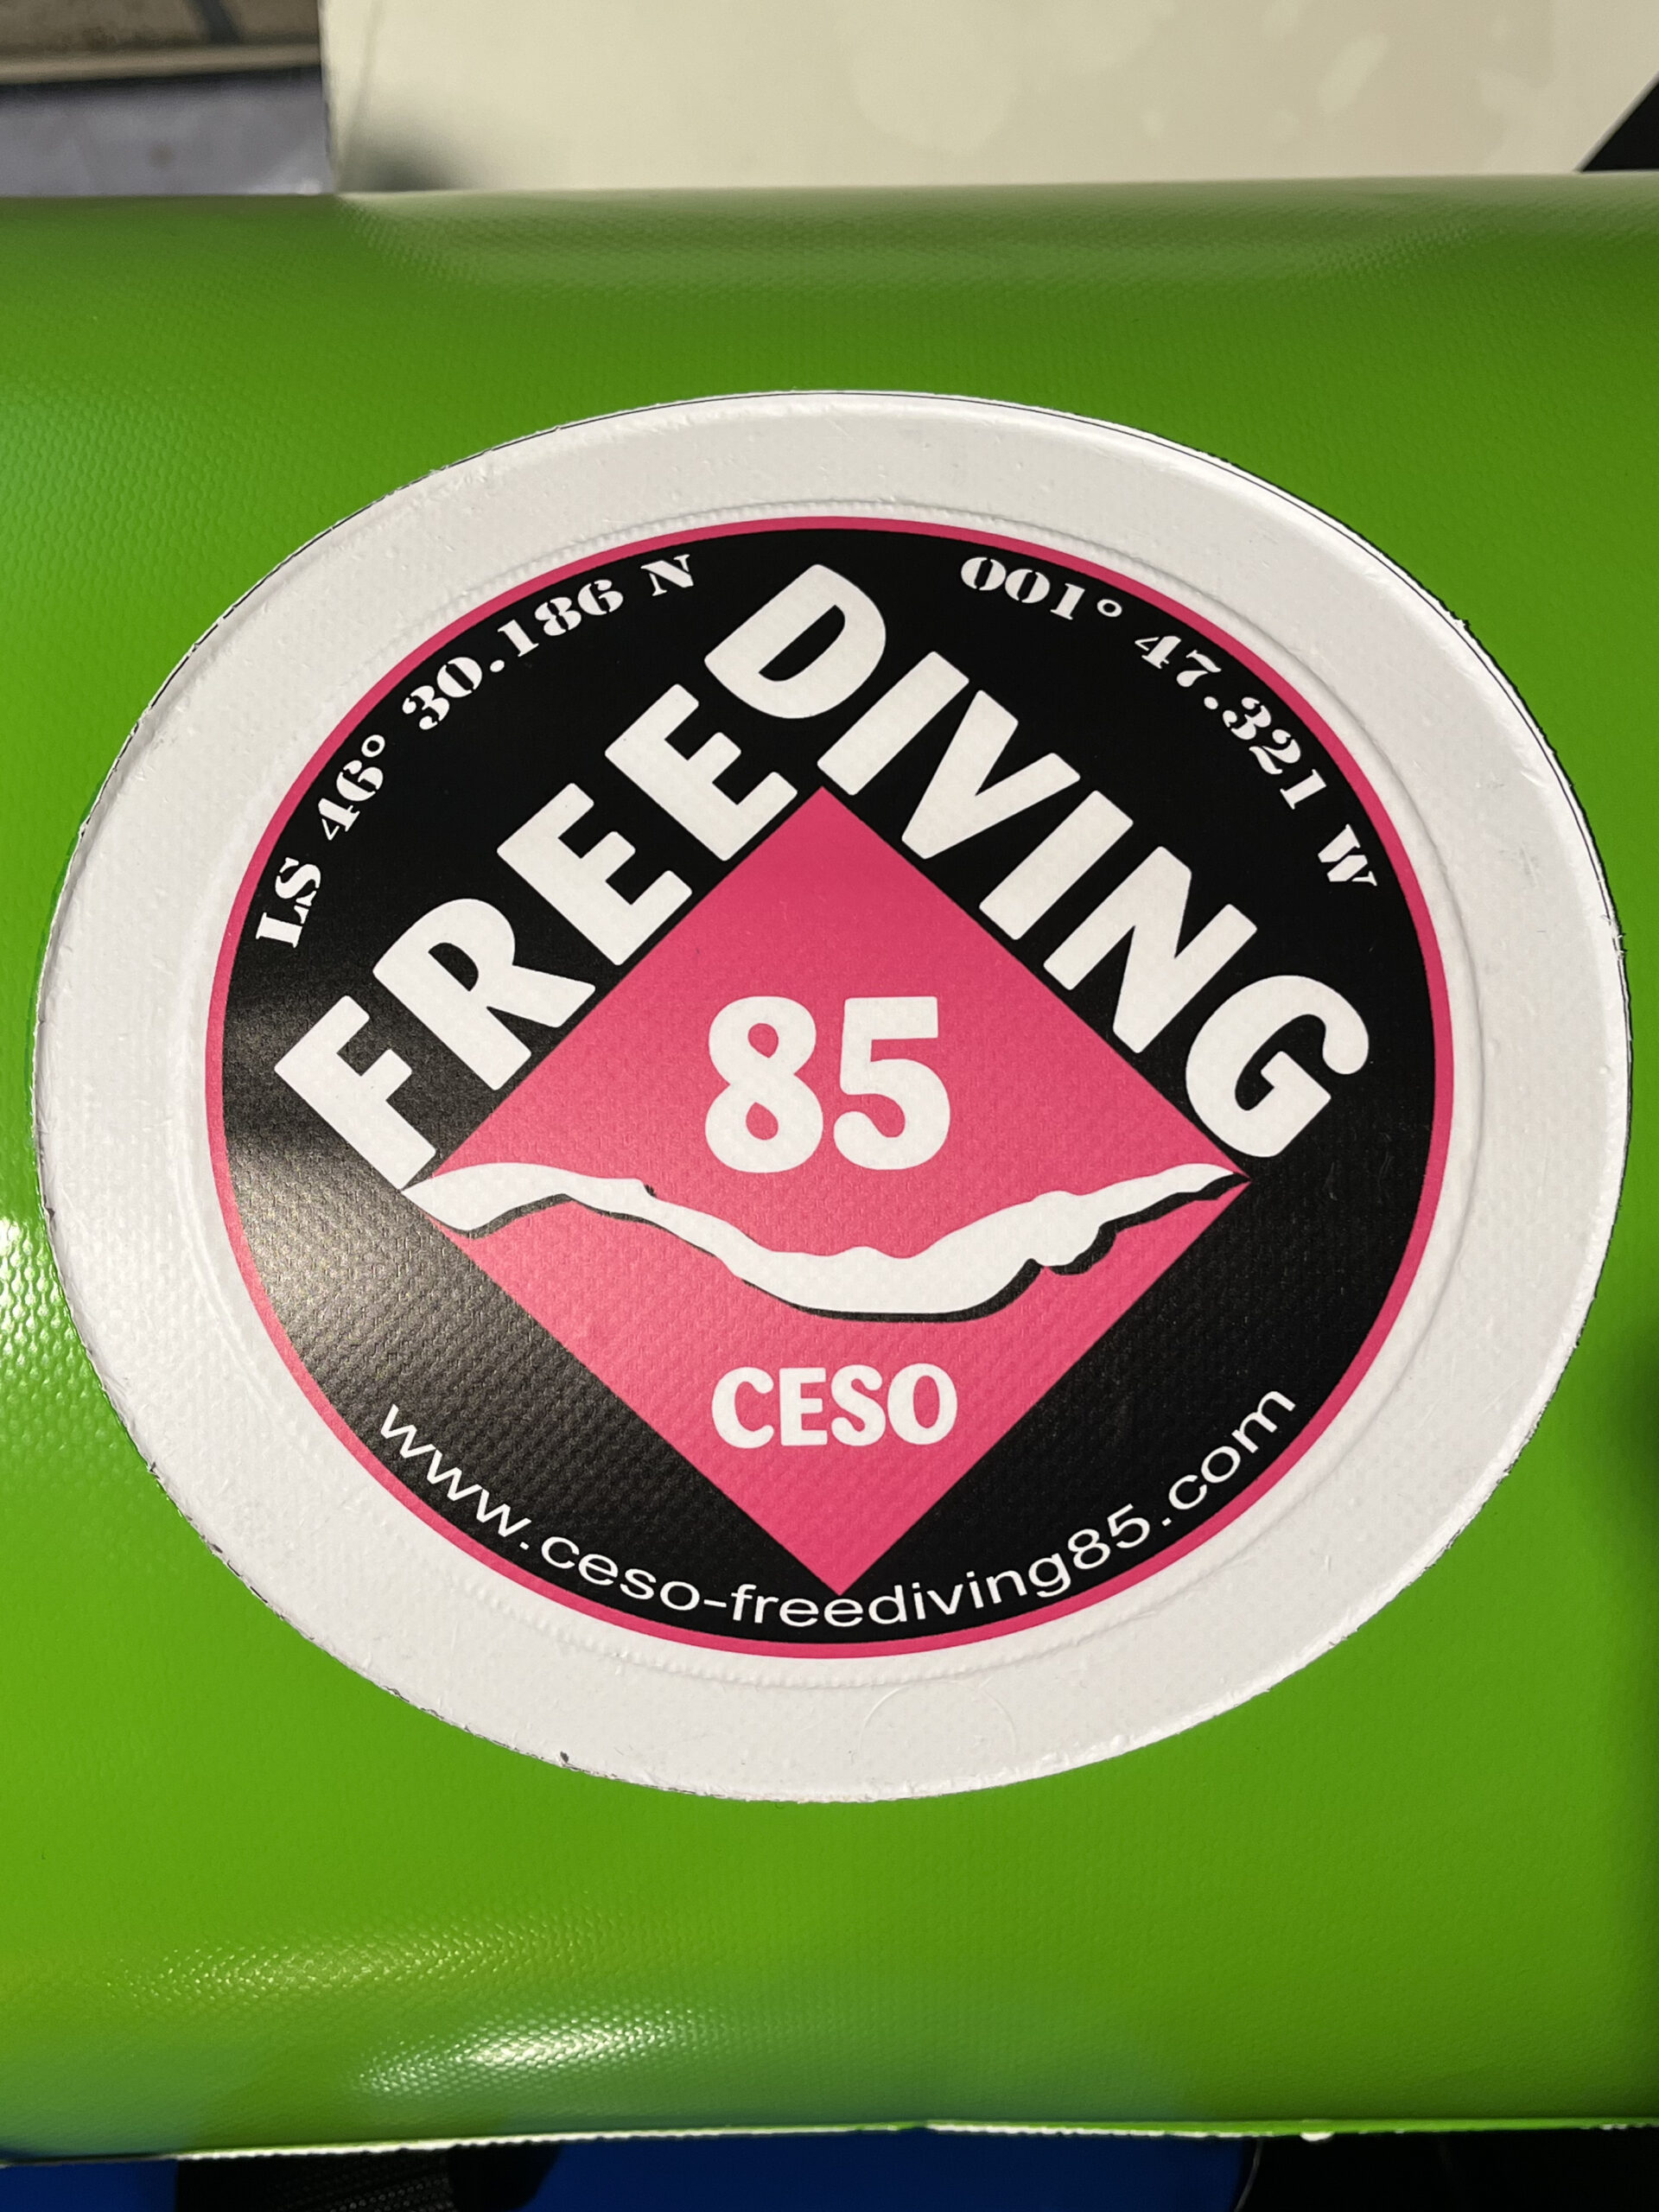 LS 46° 30.186 N 001° 47.321 W
FREEDIVING
85
CESO
www.ceso-freediving85.com